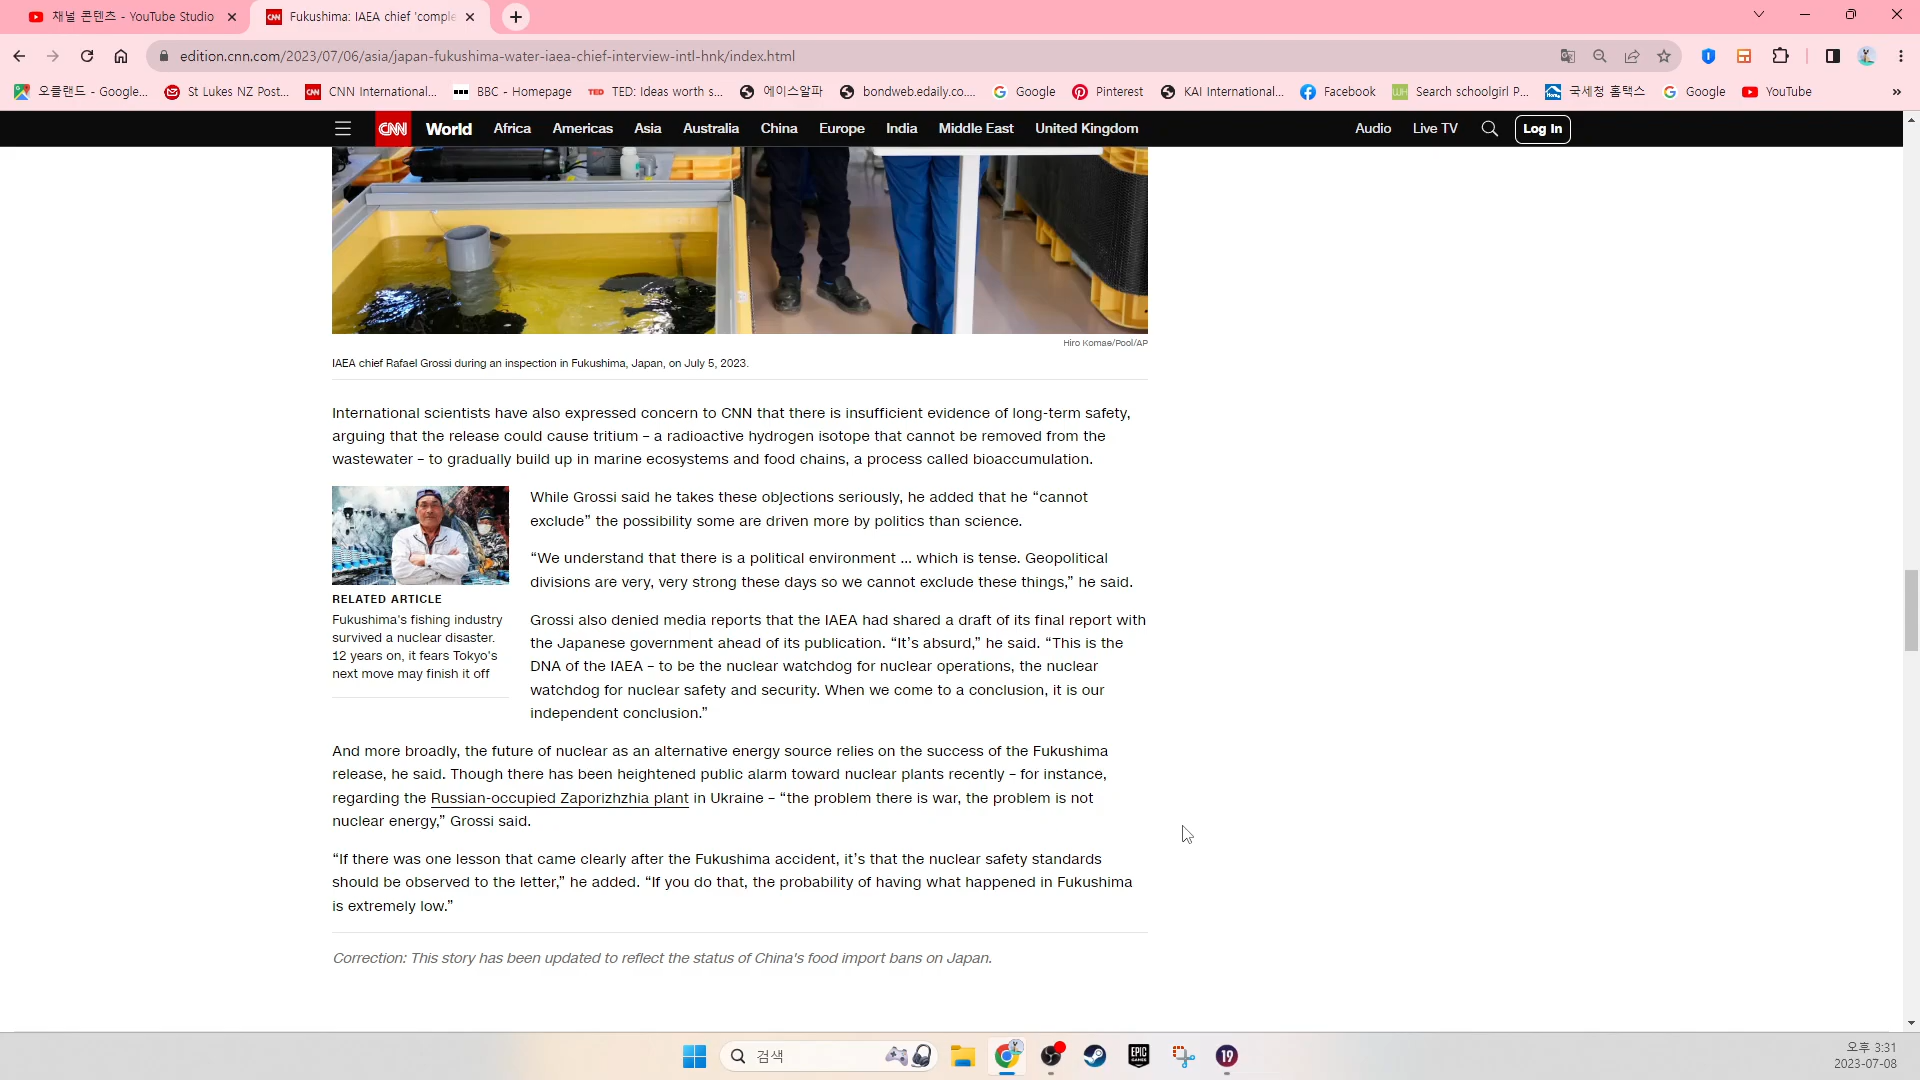 채널 콘텐츠 - YouTube Studio
CNN Fukushima: IAEA chief 'comple
edition.cnn.com/2023/07/06/asia/japan-fukushima-water-iaea-chief-interview-intl-hnk/index.html
오클랜드 - Google... St Lukes NZ Post... CNN CNN International... BBC - Homepage TED TED: Ideas worth s... 에이스알파 bondweb.edaily.co.... Google Pinterest KAI International... Facebook WH Search schoolgirl P... 국세청 홈택스 Google YouTube »
CNN World Africa Americas Asia Australia China Europe India Middle East United Kingdom Audio Live TV Log In
Hiro Komae/Pool/AP
IAEA chief Rafael Grossi during an inspection in Fukushima, Japan, on July 5, 2023.
International scientists have also expressed concern to CNN that there is insufficient evidence of long-term safety,
arguing that the release could cause tritium – a radioactive hydrogen isotope that cannot be removed from the
wastewater – to gradually build up in marine ecosystems and food chains, a process called bioaccumulation.
RELATED ARTICLE
Fukushima's fishing industry
survived a nuclear disaster.
12 years on, it fears Tokyo's
next move may finish it off
While Grossi said he takes these objections seriously, he added that he “cannot
exclude” the possibility some are driven more by politics than science.
“We understand that there is a political environment … which is tense. Geopolitical
divisions are very, very strong these days so we cannot exclude these things,” he said.
Grossi also denied media reports that the IAEA had shared a draft of its final report with
the Japanese government ahead of its publication. “It’s absurd,” he said. “This is the
DNA of the IAEA – to be the nuclear watchdog for nuclear operations, the nuclear
watchdog for nuclear safety and security. When we come to a conclusion, it is our
independent conclusion.”
And more broadly, the future of nuclear as an alternative energy source relies on the success of the Fukushima
release, he said. Though there has been heightened public alarm toward nuclear plants recently – for instance,
regarding the Russian-occupied Zaporizhzhia plant in Ukraine – “the problem there is war, the problem is not
nuclear energy,” Grossi said.
“If there was one lesson that came clearly after the Fukushima accident, it’s that the nuclear safety standards
should be observed to the letter,” he added. “If you do that, the probability of having what happened in Fukushima
is extremely low.”
Correction: This story has been updated to reflect the status of China's food import bans on Japan.
검색
EPIC GAMES
19
오후 3:31
2023-07-08